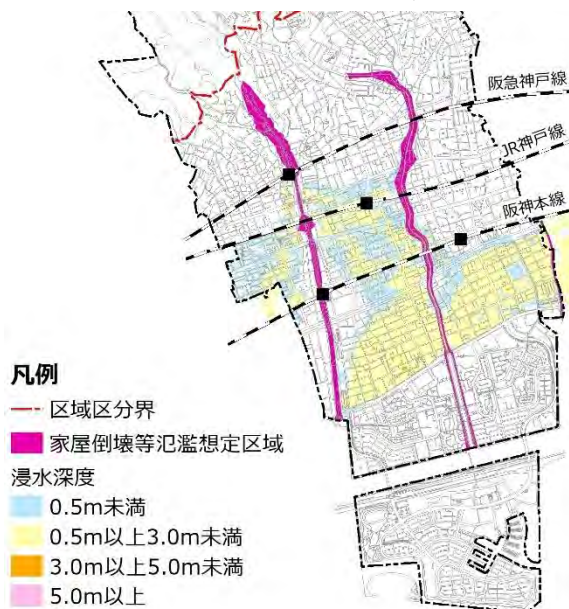 阪急神戸線
JR神戸線
阪神本線
凡例
区域区分界
家屋倒壊等氾濫想定区域
浸水深度
0.5m未満
0.5m以上3.0m未満
3.0m以上5.0m未満
5.0m以上